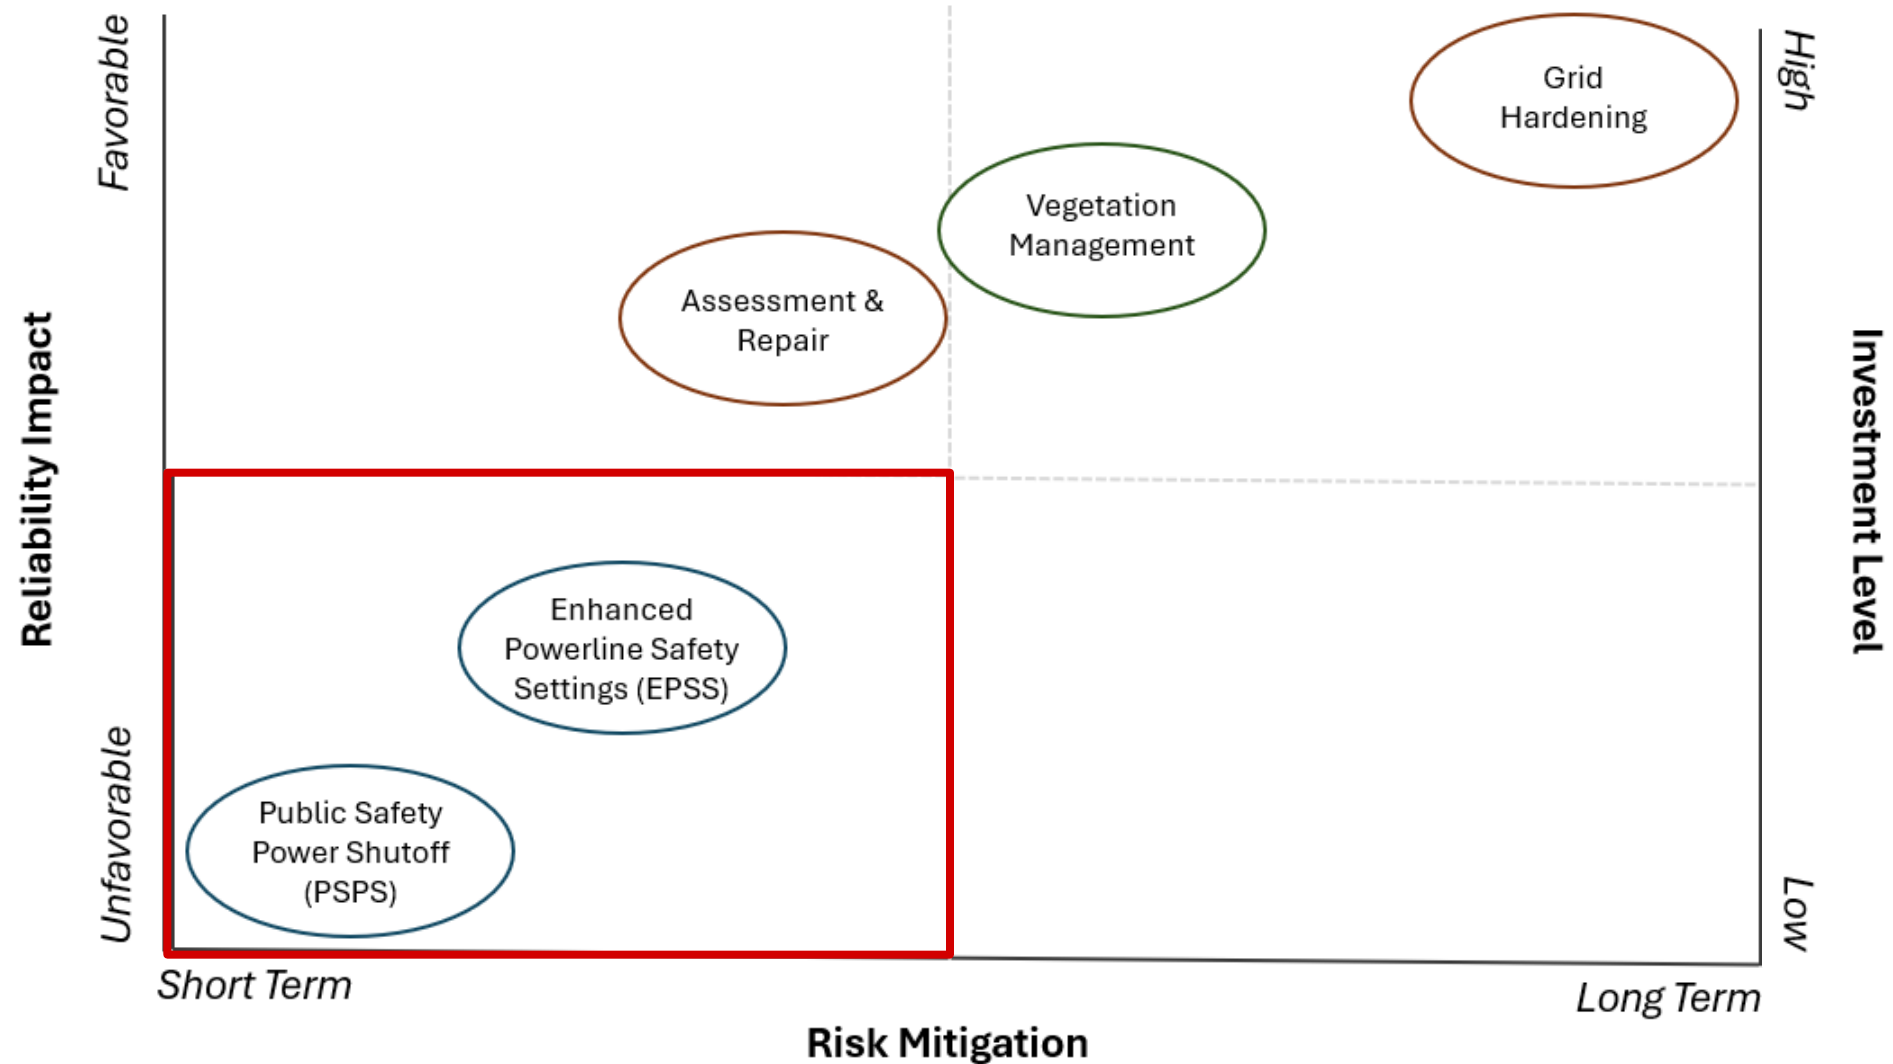 Favorable
High
Grid
Hardening
Vegetation
Management
Assessment &
Repair
Reliability Impact
Investment Level
Enhanced
Powerline Safety
Settings (EPSS)
Unfavorable
Public Safety
Power Shutoff
(PSPS)
Low
Short Term
Long Term
Risk Mitigation